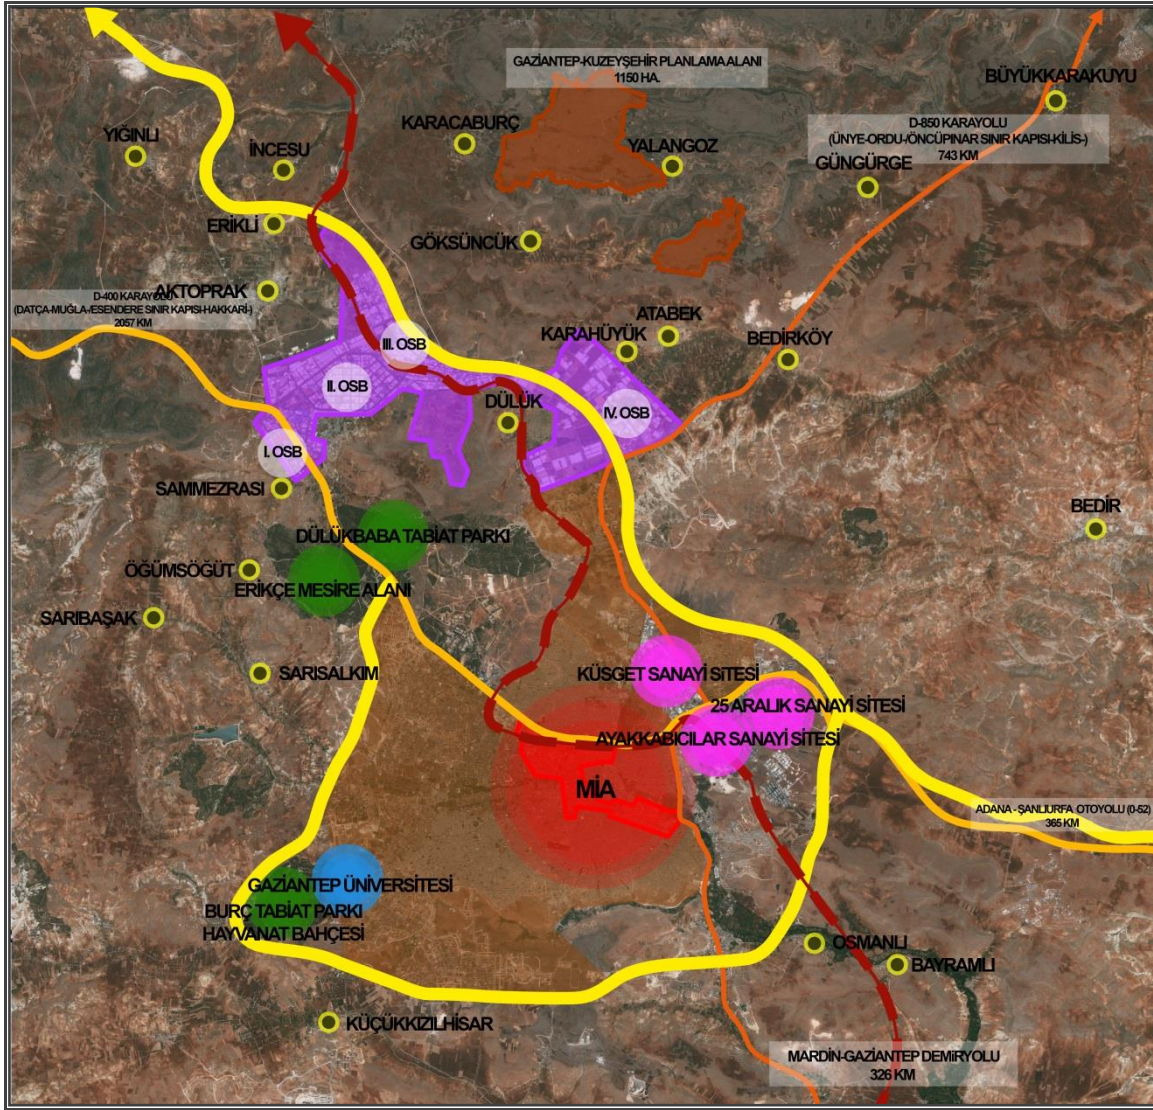 GAZİANTEP-KUZEYŞEHİR PLANLAMA ALANI
1150 HA.
BÜYÜKKARAKUYU
D-850 KARAYOLU
(ÜNYE-ORDU-/ÖNCÜPINAR SINIR KAPISI-KİLİS-)
743 KM
KARACABURÇ
YIĞINLI
İNCESU
YALANGOZ
GÜNGÜRGE
ERİKLİ
GÖKSÜNCÜK
AKTOPRAK
D-400 KARAYOLU
(DATÇA-MUĞLA-/ESENDERE SINIR KAPISI-HAKKARİ-)
2057 KM
ATABEK
KARAHÜYÜK
BEDİRKÖY
III. OSB
II. OSB
DÜLÜK
IV. OSB
I. OSB
SAMMEZRASI
BEDİR
DÜLÜKBABA TABİAT PARKI
ÖĞÜMSÖĞÜT
ERİKÇE MESİRE ALANI
SARIBAŞAK
SARISALKIM
KÜSGET SANAYİ SITESİ
25 ARALIK SANAYİ SİTESİ
AYAKKABICILAR SANAYİ SİTESİ
MİA
ADANA - ŞANLIURFA OTOYOLU (0-52)
365 KM
GAZİANTEP ÜNİVERSİTESİ
BURÇ TABİAT PARKI
HAYVANAT BAHÇESİ
OSMANLI
BAYRAMLI
KÜÇÜKKIZILHİSAR
MARDİN-GAZİANTEP DEMİRYOLU
326 KM